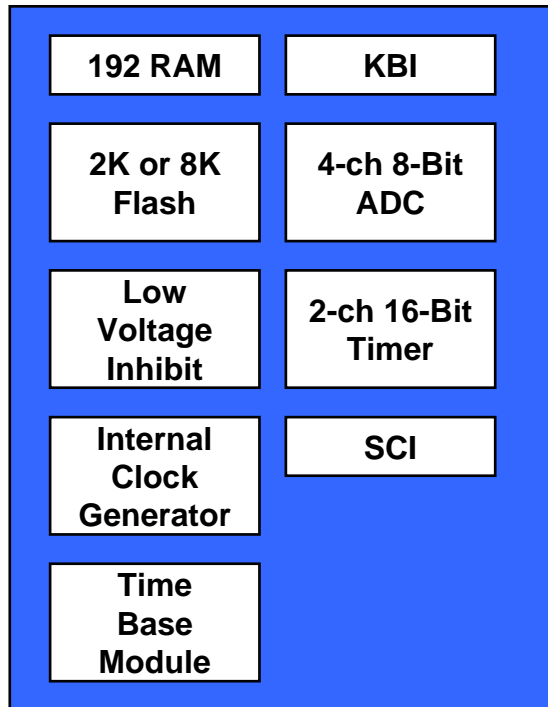 192 RAM
KBI
2K or 8K
Flash
4-ch 8-Bit
ADC
Low
Voltage
Inhibit
2-ch 16-Bit
Timer
Internal
Clock
Generator
SCI
Time
Base
Module